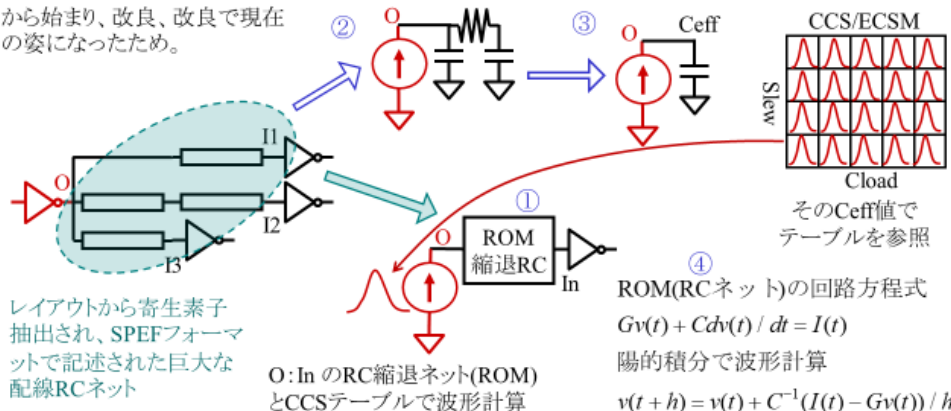 から始まり、改良、改良で現在
の姿になったため。
②
O
③
O
Ceff
CCS/ECSM
Slew
Cload
そのCeff値で
テーブルを参照
O
I1
I2
I3
①
O
ROM
縮退RC
In
レイアウトから寄生素子
抽出され、SPEFフォーマ
ットで記述された巨大な
配線RCネット
O：In のRC縮退ネット(ROM)
とCCSテーブルで波形計算
④
ROM(RCネット)の回路方程式
Gv(t) + Cdv(t) / dt = I(t)
陽的積分で波形計算
v(t + h) = v(t) + C⁻¹(I(t) − Gv(t)) / h